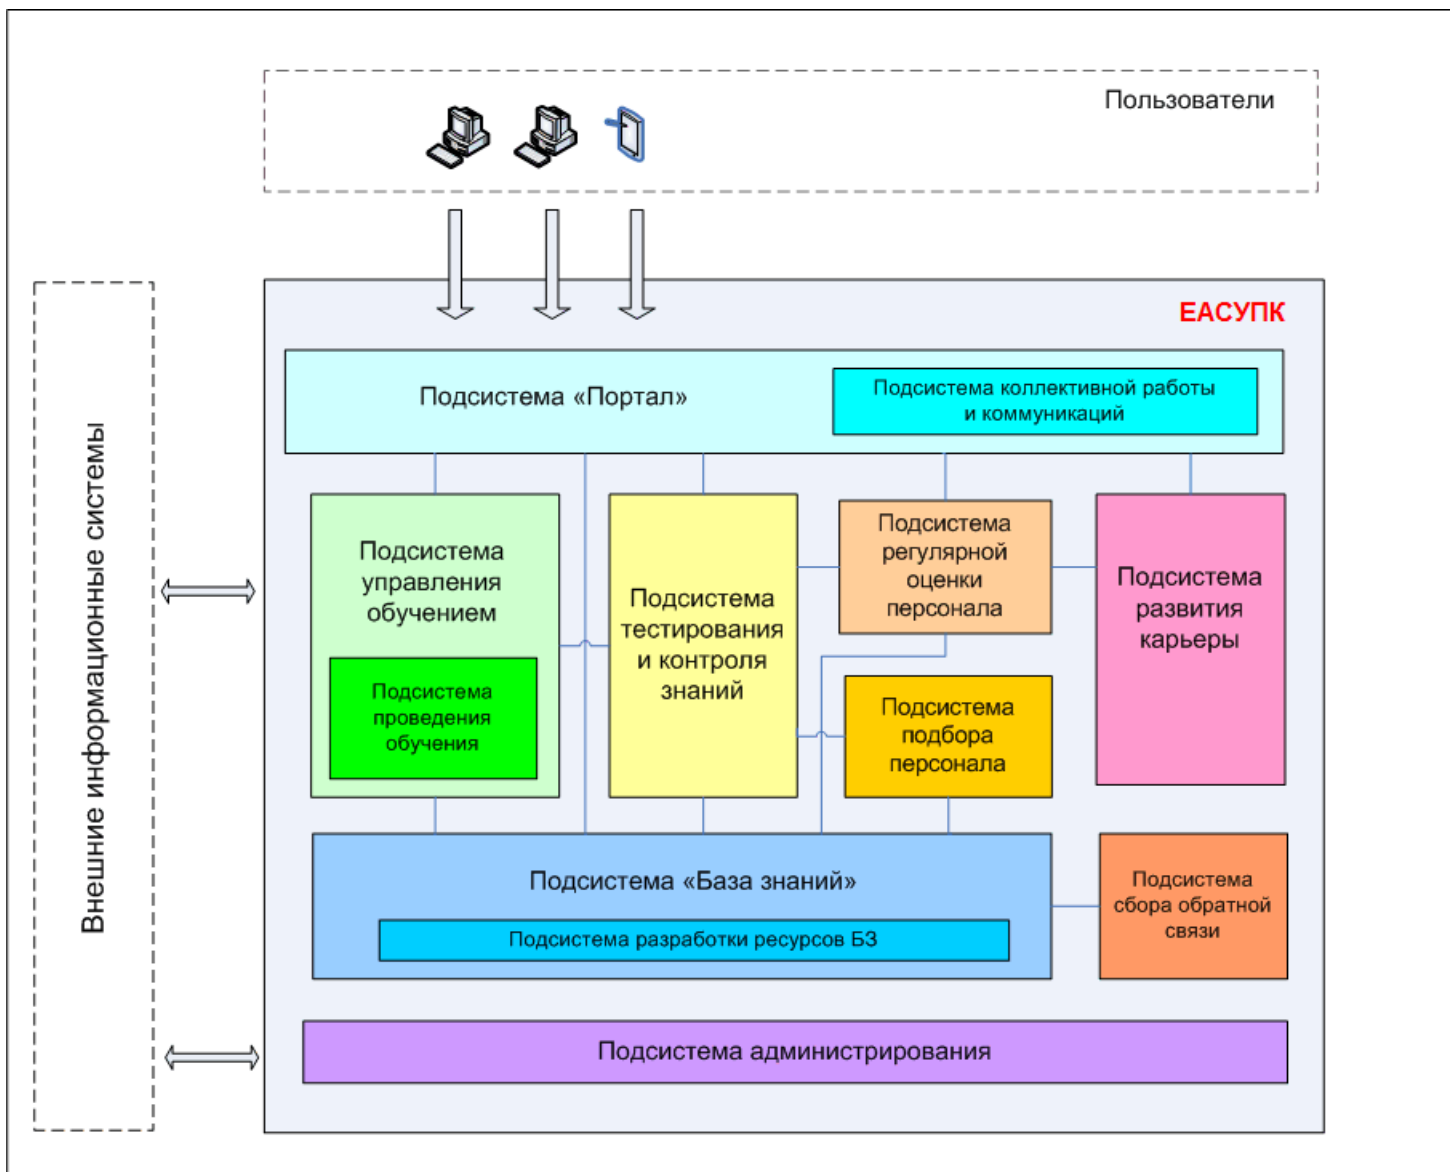 Пользователи
ЕАСУПК
Внешние информационные системы
Подсистема «Портал»
Подсистема коллективной работы
и коммуникаций
Подсистема
управления
обучением
Подсистема
проведения
обучения
Подсистема
тестирования
и контроля
знаний
Подсистема
регулярной
оценки
персонала
Подсистема
подбора
персонала
Подсистема
развития
карьеры
Подсистема «База знаний»
Подсистема разработки ресурсов БЗ
Подсистема
сбора обратной
связи
Подсистема администрирования